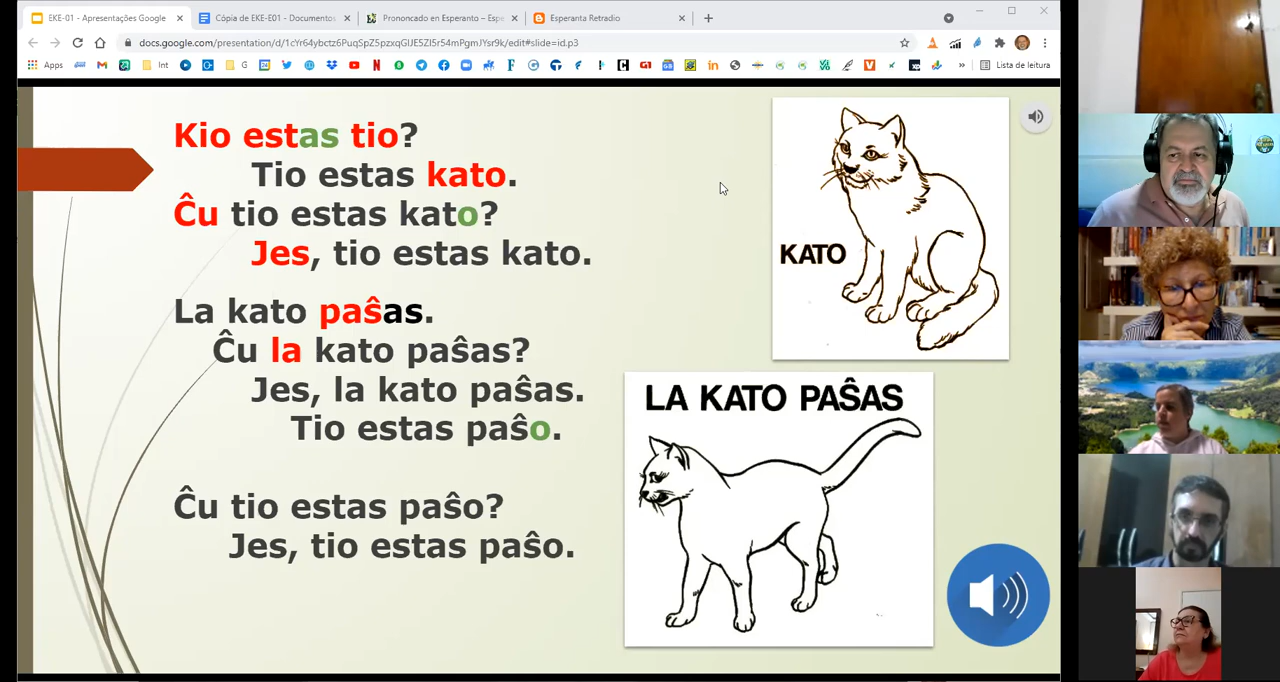 EKE-01 - Apresentações Google
Cópia de EKE-E01 - Documentos
Prononcado en Esperanto – Espe
Esperanta Retradio
docs.google.com/presentation/d/1cYr64ybctz6PuqSpZ5pzxqGlJE5Zl5r54mPgmJYsr9k/edit#slide=id.p3
Apps
Int
G
Lista de leitura
Kio estas tio?
Tio estas kato.
Ĉu tio estas kato?
Jes, tio estas kato.
La kato paŝas.
Ĉu la kato paŝas?
Jes, la kato paŝas.
Tio estas paŝo.
Ĉu tio estas paŝo?
Jes, tio estas paŝo.
KATO
LA KATO PAŜAS